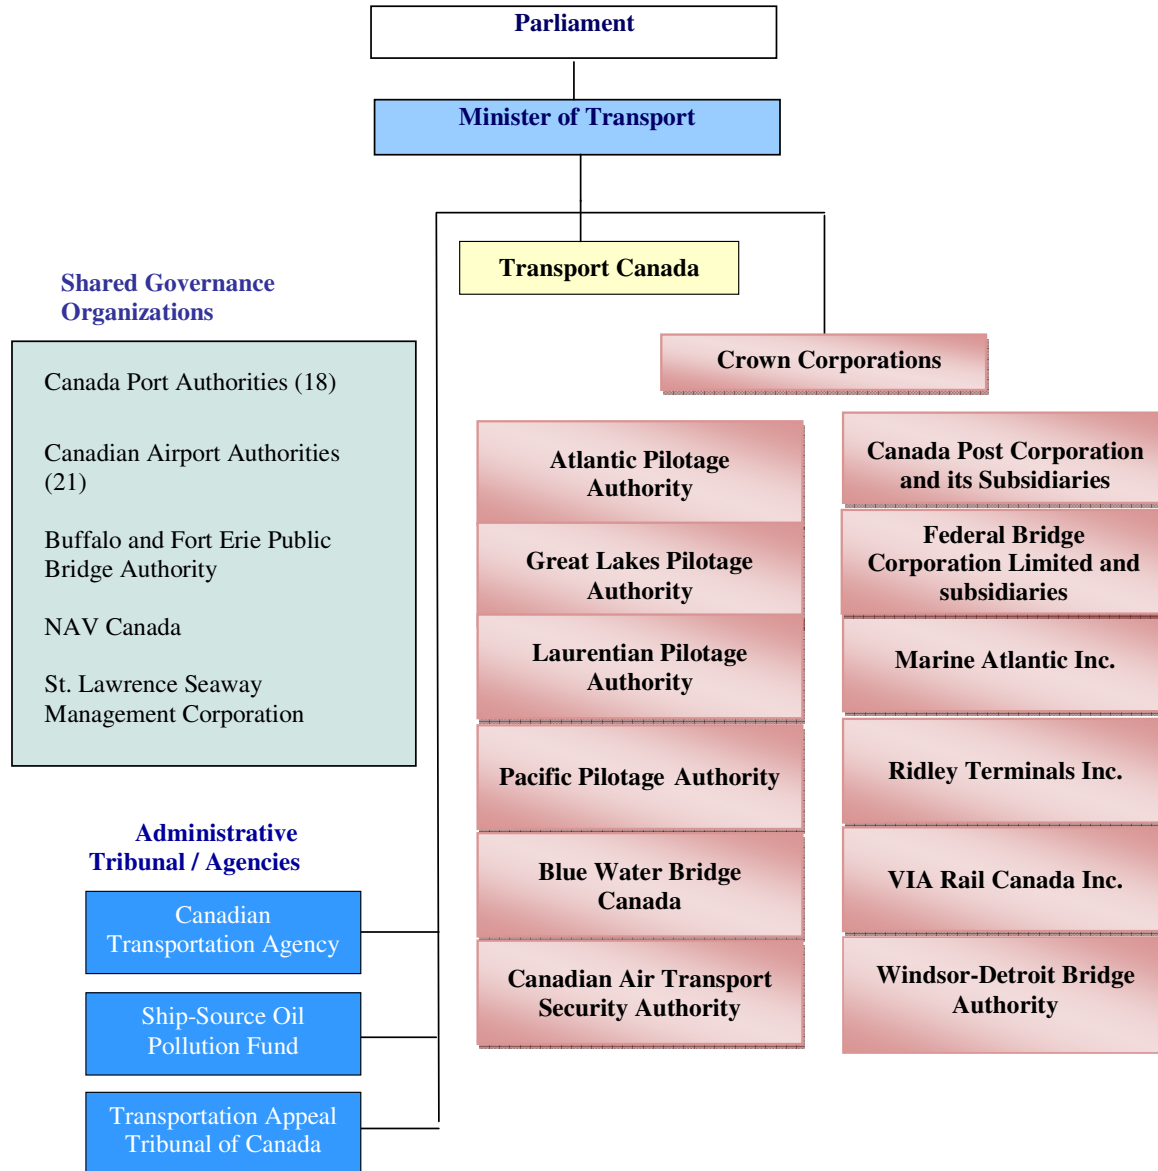 Parliament
Minister of Transport
Transport Canada
Shared Governance
Organizations
Canada Port Authorities (18)
Canadian Airport Authorities
(21)
Buffalo and Fort Erie Public
Bridge Authority
NAV Canada
St. Lawrence Seaway
Management Corporation
Administrative
Tribunal / Agencies
Canadian
Transportation Agency
Ship-Source Oil
Pollution Fund
Transportation Appeal
Tribunal of Canada
Crown Corporations
Atlantic Pilotage
Authority
Great Lakes Pilotage
Authority
Laurentian Pilotage
Authority
Pacific Pilotage Authority
Blue Water Bridge
Canada
Canadian Air Transport
Security Authority
Canada Post Corporation
and its Subsidiaries
Federal Bridge
Corporation Limited and
subsidiaries
Marine Atlantic Inc.
Ridley Terminals Inc.
VIA Rail Canada Inc.
Windsor-Detroit Bridge
Authority